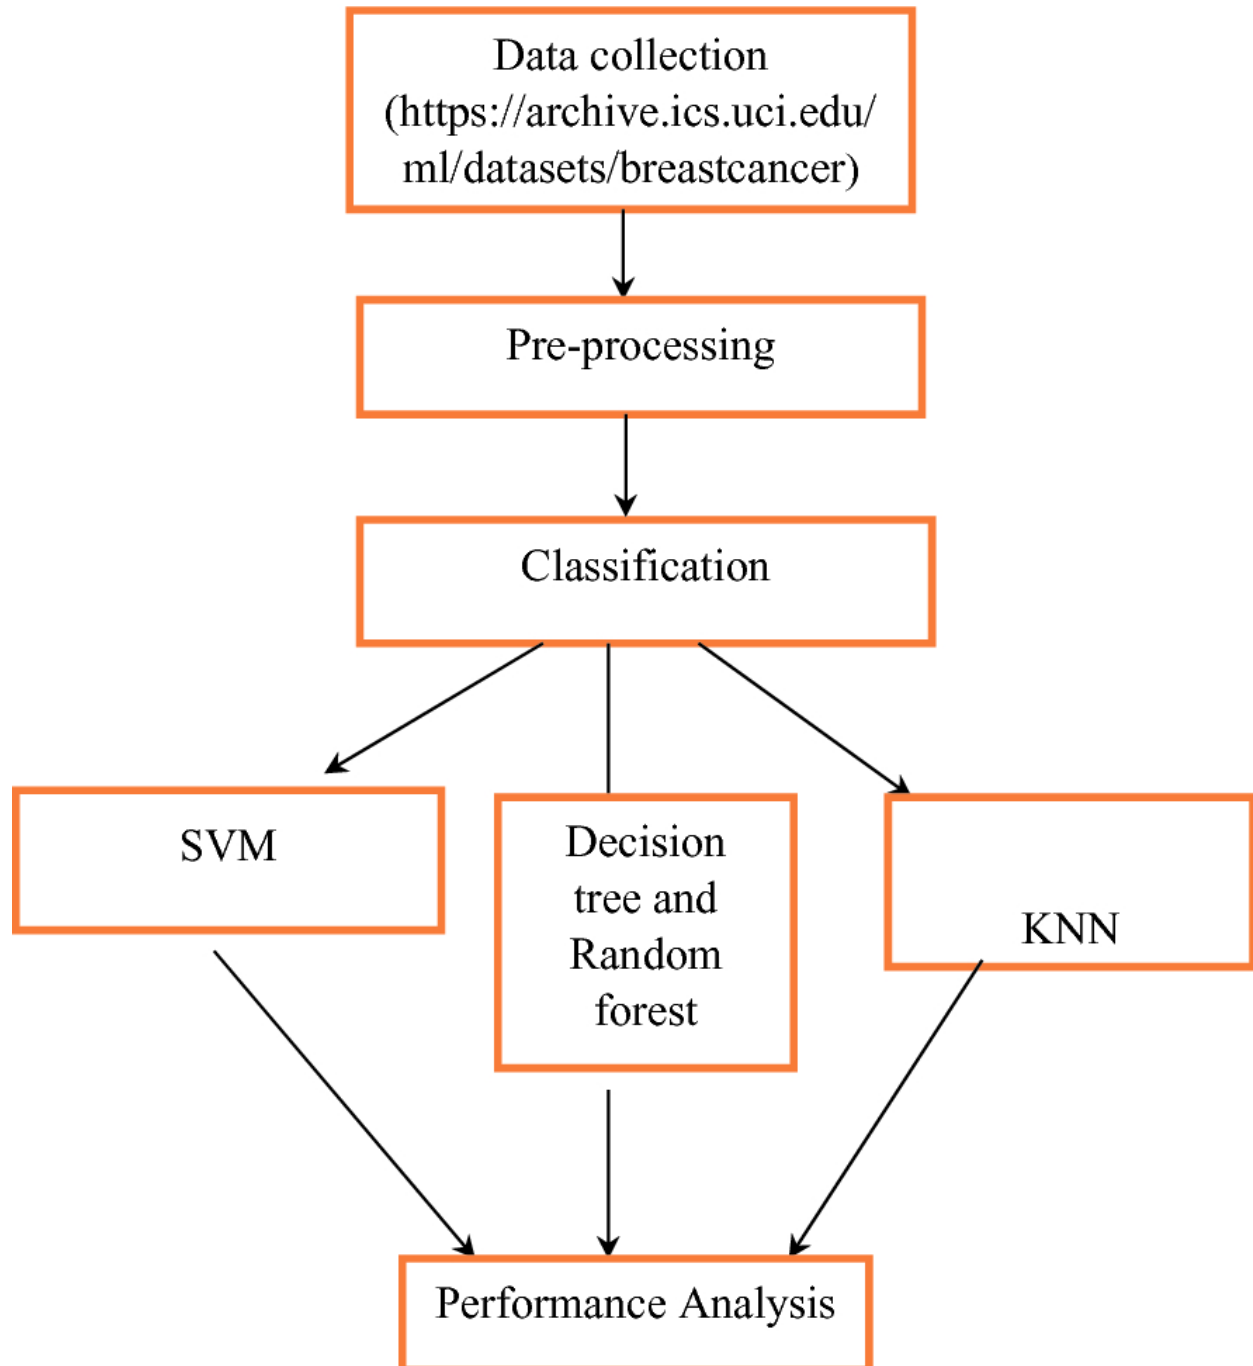 Data collection
(https://archive.ics.uci.edu/
ml/datasets/breastcancer)
Pre-processing
Classification
SVM
Decision
tree and
Random
forest
KNN
Performance Analysis